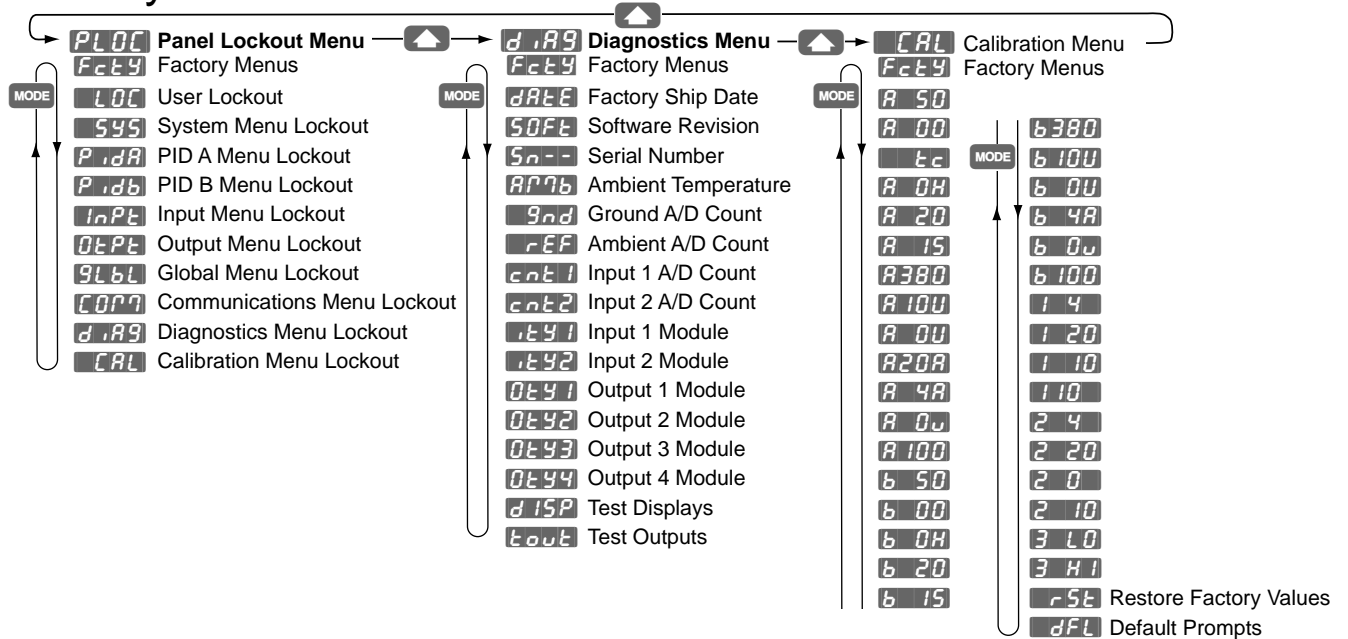 PLOC Panel Lockout Menu
Fcty Factory Menus
MODE
LOC User Lockout
SYS System Menu Lockout
PidA PID A Menu Lockout
Pidb PID B Menu Lockout
InPt Input Menu Lockout
OtPt Output Menu Lockout
gLbL Global Menu Lockout
COM Communications Menu Lockout
diAg Diagnostics Menu Lockout
CAL Calibration Menu Lockout
diAg Diagnostics Menu
Fcty Factory Menus
MODE
dAtE Factory Ship Date
SOFt Software Revision
Sn-- Serial Number
AMb Ambient Temperature
gnd Ground A/D Count
rEF Ambient A/D Count
cnt1 Input 1 A/D Count
cnt2 Input 2 A/D Count
ity1 Input 1 Module
ity2 Input 2 Module
Oty1 Output 1 Module
Oty2 Output 2 Module
Oty3 Output 3 Module
Oty4 Output 4 Module
diSP Test Displays
tout Test Outputs
CAL Calibration Menu
Fcty Factory Menus
MODE
A 50
A 00
tc
A 0H
A 20
A 15
A380
A 10U
A 0U
A20A
A 4A
A 0u
A100
b 50
b 00
b 0H
b 20
b 15
MODE
b380
b 10U
b 0U
b 4A
b 0u
b100
1 4
1 20
1 10
110
2 4
2 20
2 0
2 10
3 LO
3 HI
rSt Restore Factory Values
dFL Default Prompts